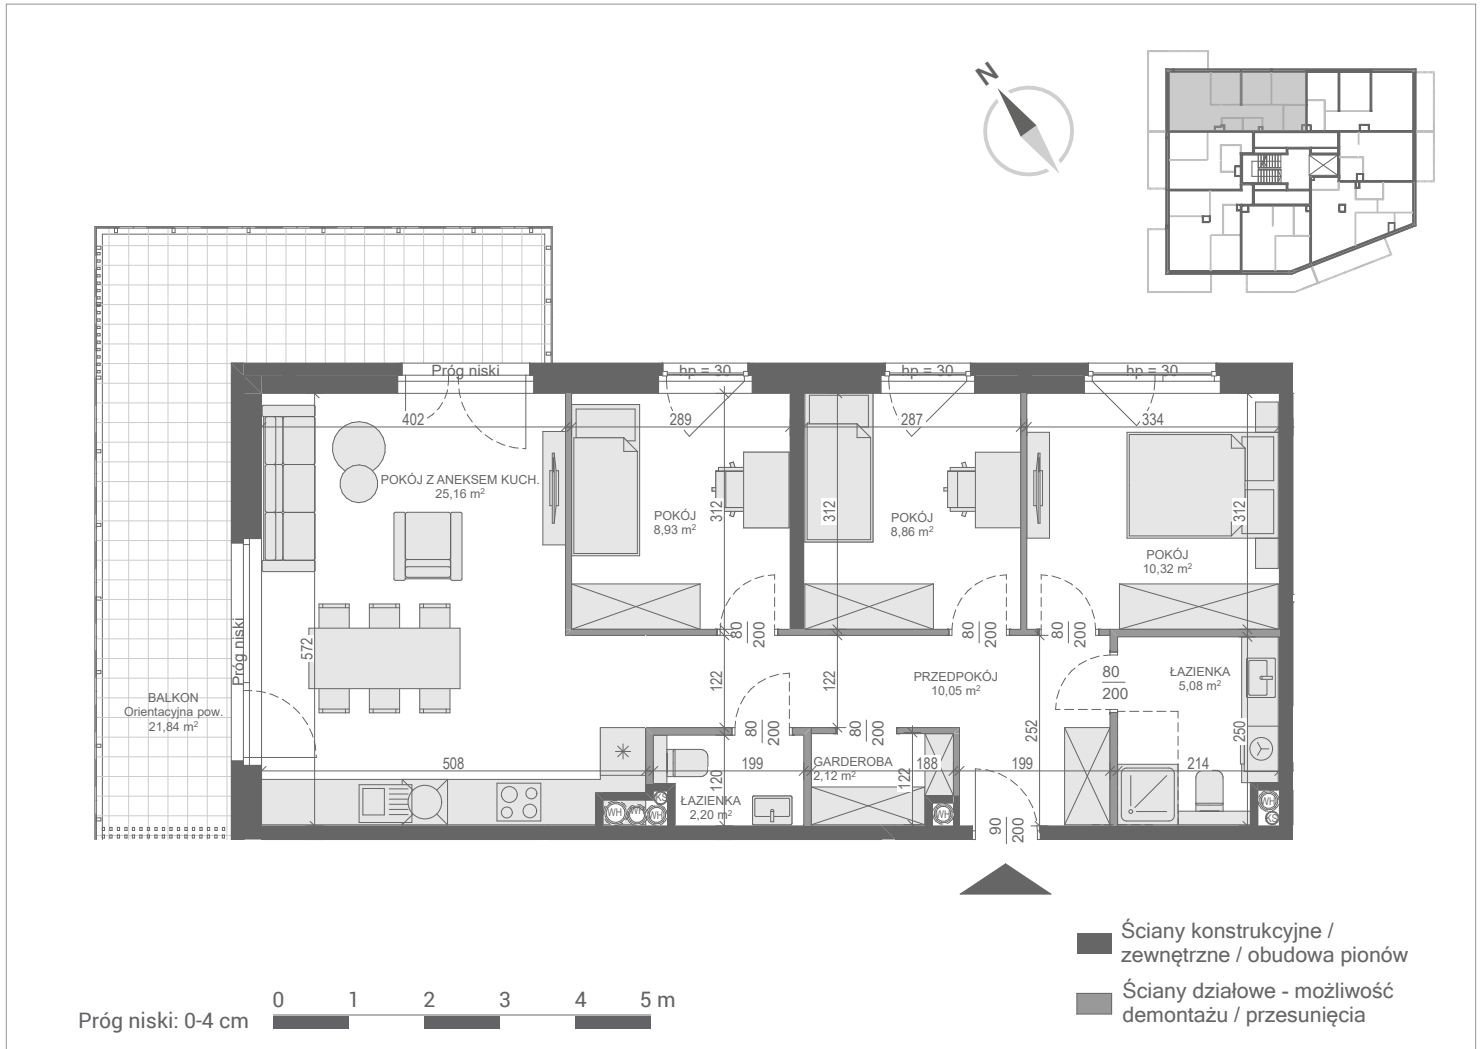 N
Próg niski
hp = 30
hp = 30
hp = 30
402
289
287
334
POKÓJ Z ANEKSEM KUCH.
25,16 m²
312
POKÓJ
8,93 m²
312
POKÓJ
8,86 m²
312
POKÓJ
10,32 m²
Próg niski
572
80
200
80
200
80
200
BALKON
Orientacyjna pow.
21,84 m²
122
122
PRZEDPOKÓJ
10,05 m²
80
200
ŁAZIENKA
5,08 m²
80
200
80
200
252
250
508
120
199
GARDEROBA
2,12 m²
188
122
199
214
ŁAZIENKA
2,20 m²
WH
WH
WH
KS
WH
WH
KS
90
200
Ściany konstrukcyjne /
zewnętrzne / obudowa pionów
Ściany działowe - możliwość
demontażu / przesunięcia
Próg niski: 0-4 cm
0 1 2 3 4 5 m